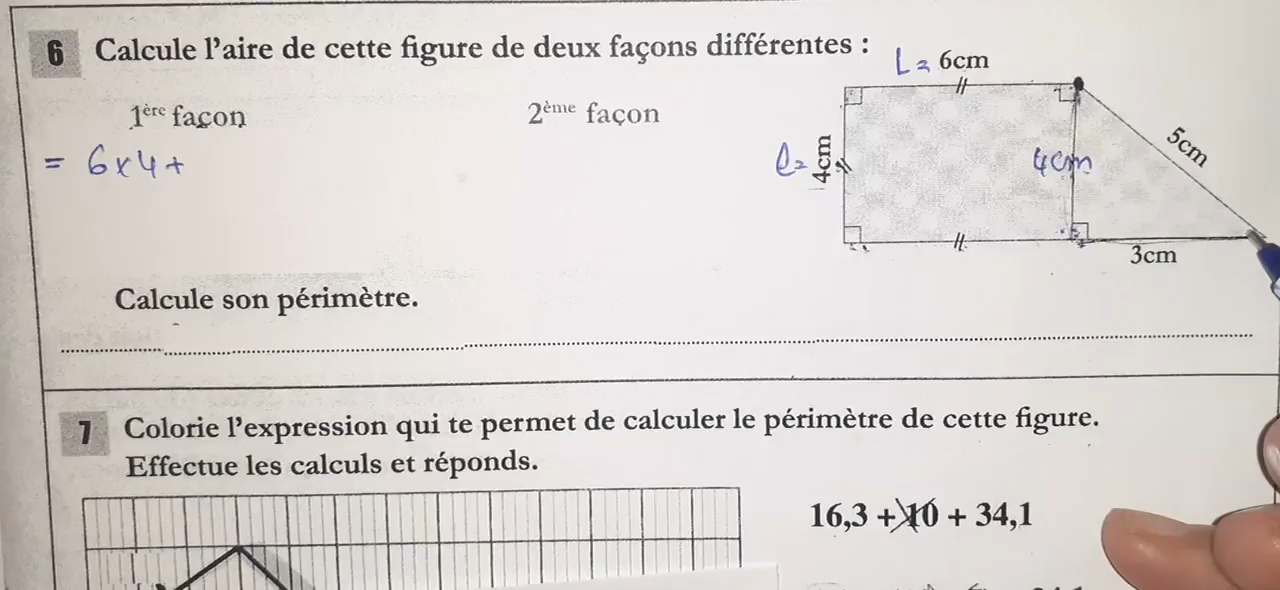 6 Calcule l'aire de cette figure de deux façons différentes :
L= 6cm
1ère façon
2ème façon
= 6x4+
l= 4cm
4cm
5cm
3cm
Calcule son périmètre.
7 Colorie l'expression qui te permet de calculer le périmètre de cette figure.
Effectue les calculs et réponds.
16,3 + 10 + 34,1